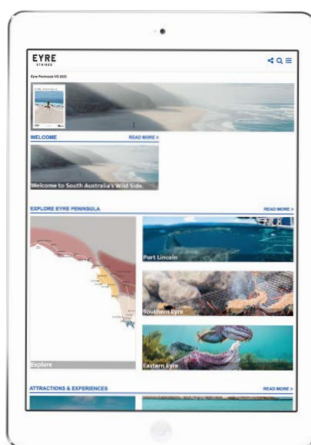 EYRE
Eyre Peninsula VG 2022
WELCOME
READ MORE >
Welcome to South Australia's Wild Side
EXPLORE EYRE PENINSULA
READ MORE >
Explore
Port Lincoln
Southern Eyre
Eastern Eyre
ATTRACTIONS & EXPERIENCES
READ MORE >